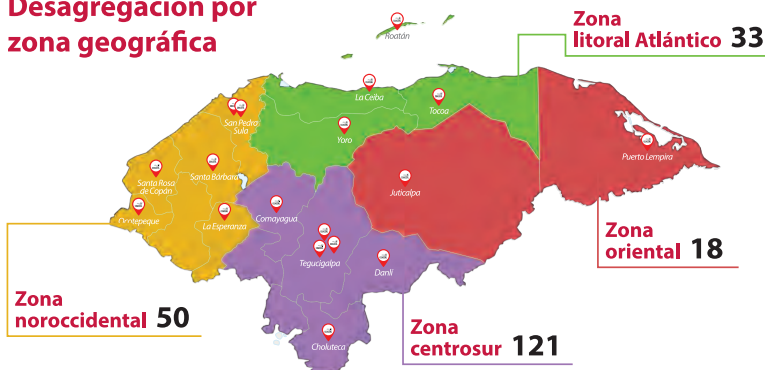 Desagregación por
zona geográfica
Zona
litoral Atlántico 33
Roatán
La Ceiba
Tocoa
San Pedro
Sula
Yoro
Puerto Lempira
Santa Bárbara
Santa Rosa
de Copán
Juticalpa
Ocotepeque
La Esperanza
Comayagua
Tegucigalpa
Danlí
Choluteca
Zona
oriental 18
Zona
noroccidental 50
Zona
centrosur 121